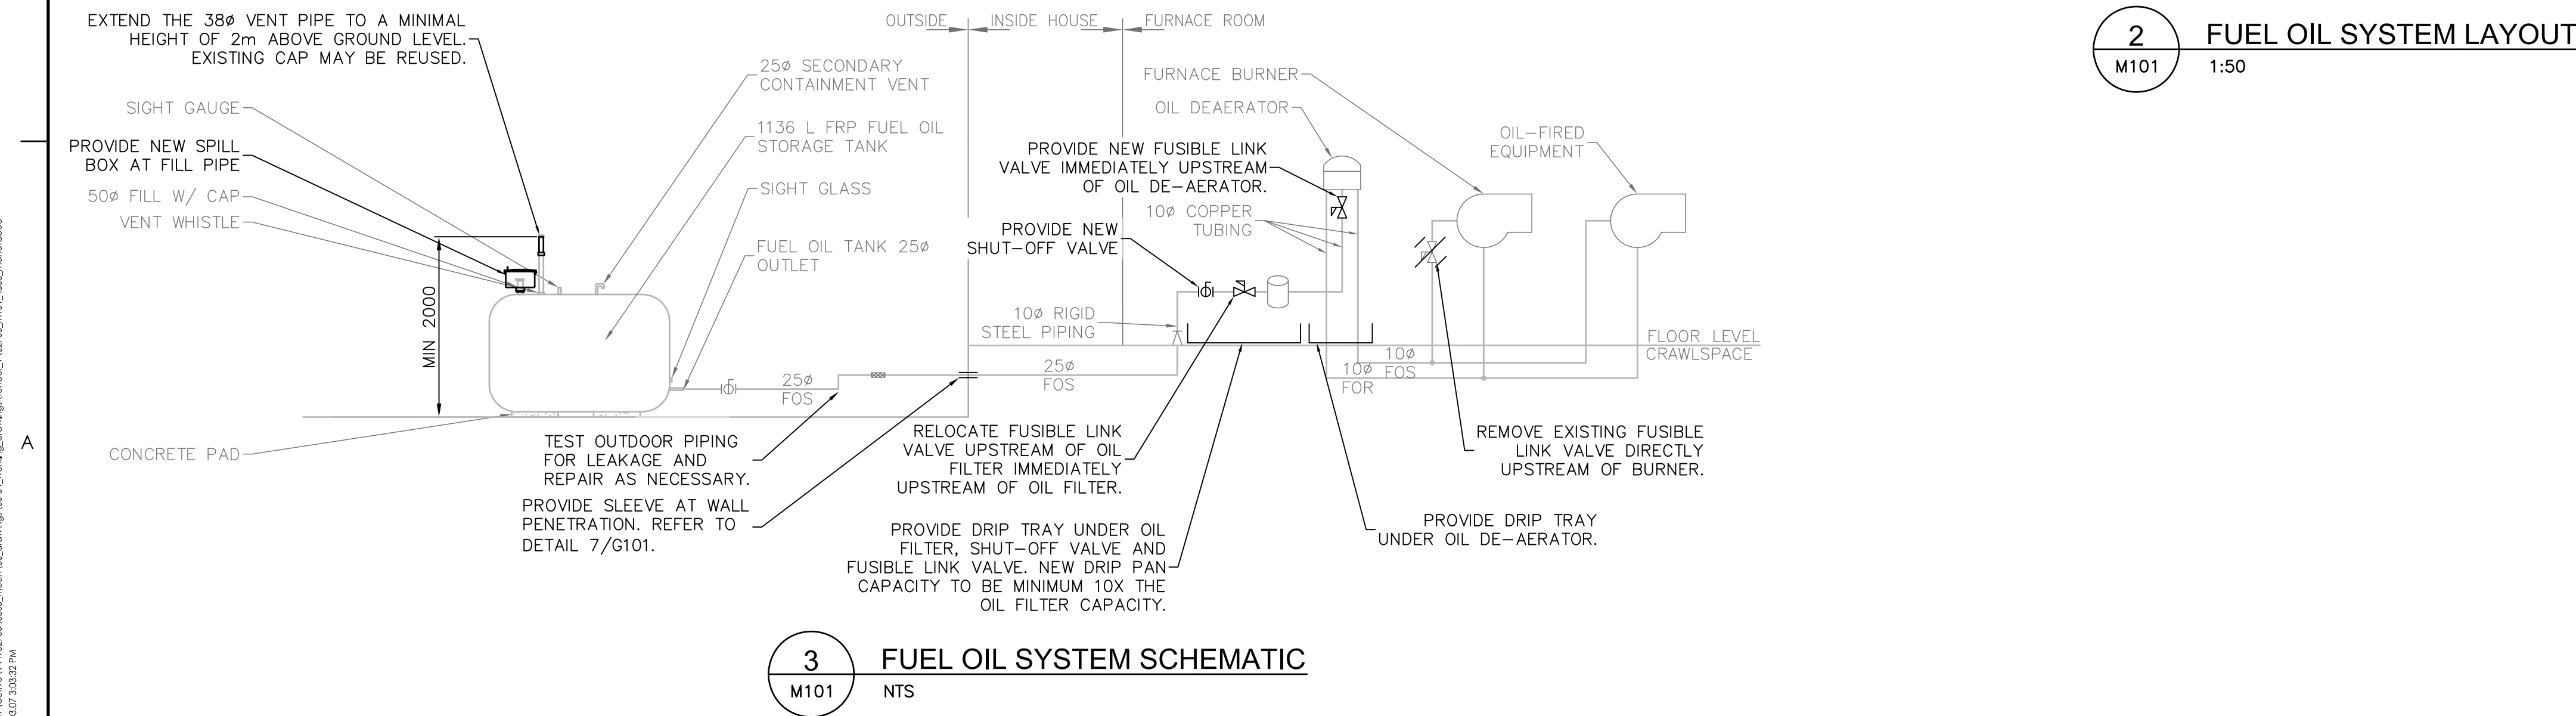 EXTEND THE 38ø VENT PIPE TO A MINIMAL
HEIGHT OF 2m ABOVE GROUND LEVEL.
EXISTING CAP MAY BE REUSED.
SIGHT GAUGE
PROVIDE NEW SPILL
BOX AT FILL PIPE
50ø FILL W/ CAP
VENT WHISTLE
MIN 2000
CONCRETE PAD
A
25ø SECONDARY
CONTAINMENT VENT
1136 L FRP FUEL OIL
STORAGE TANK
SIGHT GLASS
FUEL OIL TANK 25ø
OUTLET
25ø
FOS
TEST OUTDOOR PIPING
FOR LEAKAGE AND
REPAIR AS NECESSARY.
PROVIDE SLEEVE AT WALL
PENETRATION. REFER TO
DETAIL 7/G101.
OUTSIDE
INSIDE HOUSE
FURNACE ROOM
FURNACE BURNER
OIL DEAERATOR
PROVIDE NEW FUSIBLE LINK
VALVE IMMEDIATELY UPSTREAM
OF OIL DE-AERATOR.
10ø COPPER
TUBING
PROVIDE NEW
SHUT-OFF VALVE
10ø RIGID
STEEL PIPING
25ø
FOS
OIL-FIRED
EQUIPMENT
10ø
FOS
10ø
FOR
FLOOR LEVEL
CRAWLSPACE
RELOCATE FUSIBLE LINK
VALVE UPSTREAM OF OIL
FILTER IMMEDIATELY
UPSTREAM OF OIL FILTER.
PROVIDE DRIP TRAY UNDER OIL
FILTER, SHUT-OFF VALVE AND
FUSIBLE LINK VALVE. NEW DRIP PAN
CAPACITY TO BE MINIMUM 10X THE
OIL FILTER CAPACITY.
REMOVE EXISTING FUSIBLE
LINK VALVE DIRECTLY
UPSTREAM OF BURNER.
PROVIDE DRIP TRAY
UNDER OIL DE-AERATOR.
3
M101
FUEL OIL SYSTEM SCHEMATIC
NTS
2
M101
FUEL OIL SYSTEM LAYOUT
1:50
3.07 3:03:32 PM